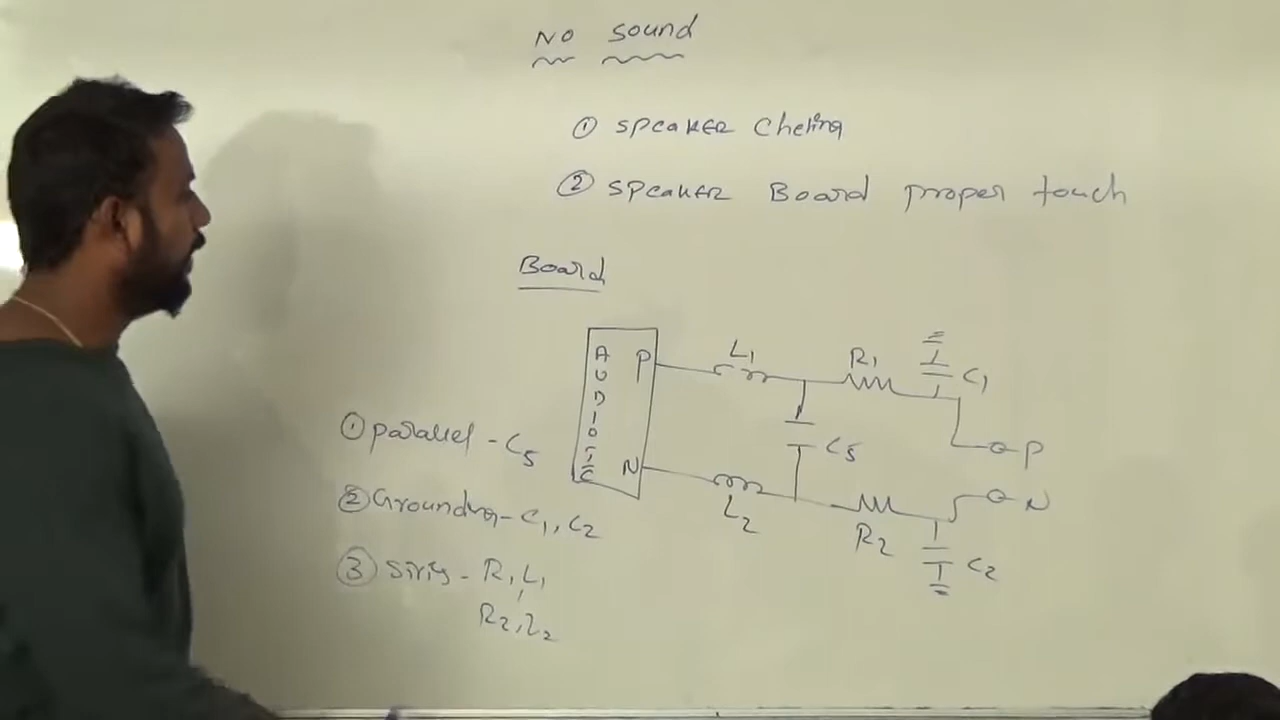 No sound
① speaker Cheking
② speaker Board proper touch
Board
AUDIO IC
P
N
L1
R1
C1
C5
P
N
L2
R2
C2
① parallel - C5
② Grounding - C1, C2
③ Siris - R1, L1
R2, L2